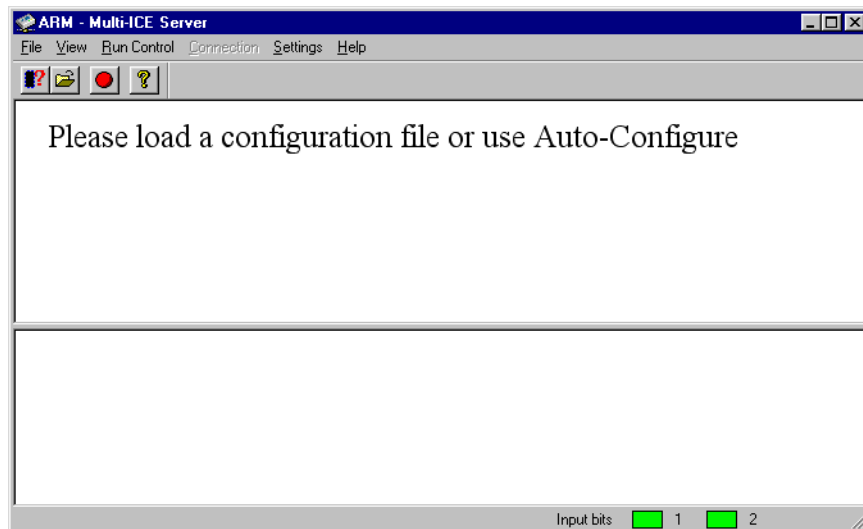 ARM - Multi-ICE Server
File View Run Control Connection Settings Help
Please load a configuration file or use Auto-Configure
Input bits 1 2